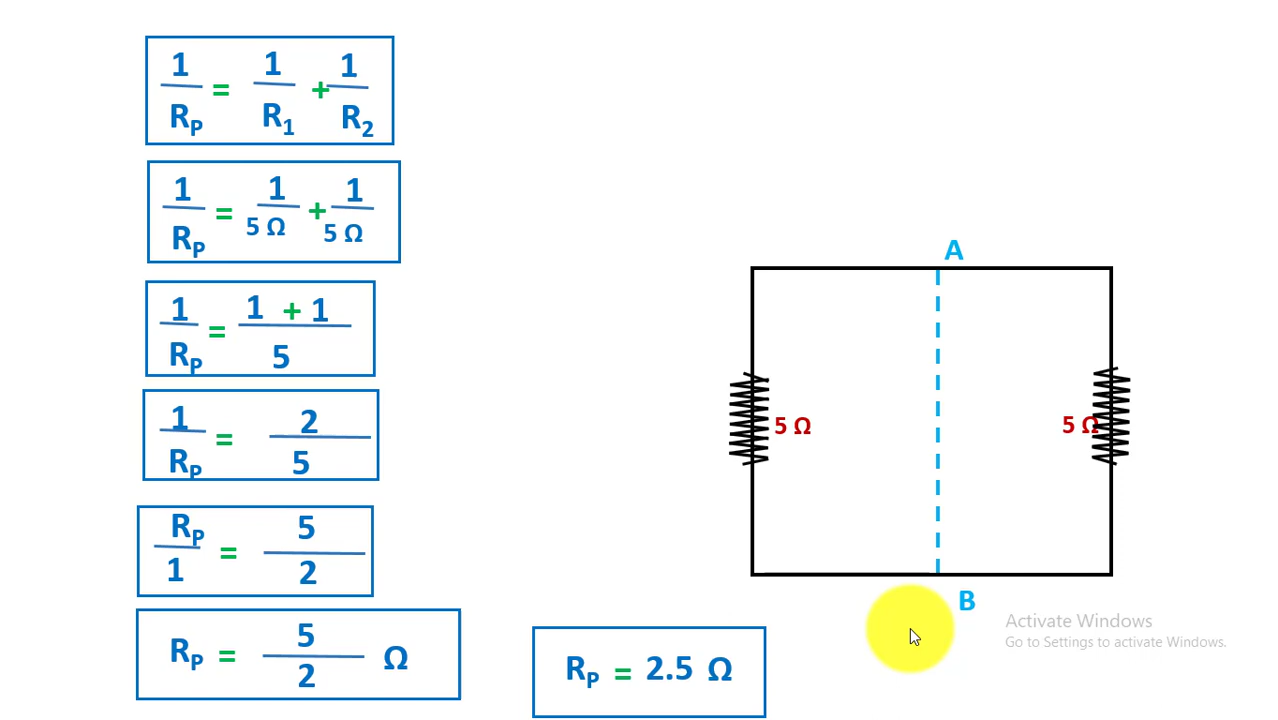 1/R_P = 1/R_1 + 1/R_2
1/R_P = 1/5 Ω + 1/5 Ω
1/R_P = 1 + 1/5
1/R_P = 2/5
R_P/1 = 5/2
R_P = 5/2 Ω
R_P = 2.5 Ω
A
5 Ω
5 Ω
B
Activate Windows
Go to Settings to activate Windows.